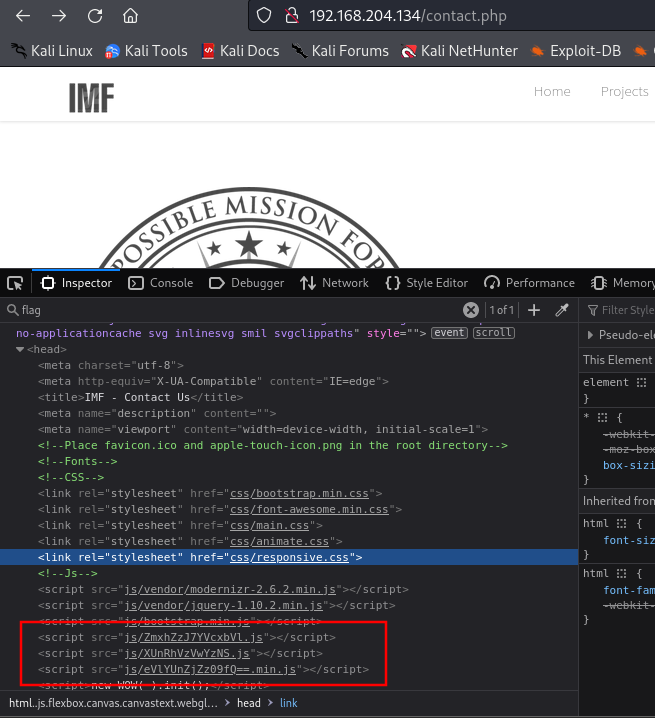 192.168.204.134/contact.php
Kali Linux Kali Tools Kali Docs Kali Forums Kali NetHunter Exploit-DB
IMF Home Projects
POSSIBLE MISSION FOR
Inspector Console Debugger Network Style Editor Performance Memory
flag 1 of 1 + Filter Style
no-applicationcache svg inlinesvg smil svgclippaths" style=""> event scroll
<head>
<meta charset="utf-8">
<meta http-equiv="X-UA-Compatible" content="IE=edge">
<title>IMF - Contact Us</title>
<meta name="description" content="">
<meta name="viewport" content="width=device-width, initial-scale=1">
<!--Place favicon.ico and apple-touch-icon.png in the root directory-->
<!--Fonts-->
<!--CSS-->
<link rel="stylesheet" href="css/bootstrap.min.css">
<link rel="stylesheet" href="css/font-awesome.min.css">
<link rel="stylesheet" href="css/main.css">
<link rel="stylesheet" href="css/animate.css">
<link rel="stylesheet" href="css/responsive.css">
<!--Js-->
<script src="js/vendor/modernizr-2.6.2.min.js"></script>
<script src="js/vendor/jquery-1.10.2.min.js"></script>
<script src="js/bootstrap.min.js"></script>
<script src="js/ZmxhZzJ7YVcxbVl.js"></script>
<script src="js/XUnRhVzVwYzNS.js"></script>
<script src="js/eVlYUnZjZz09fQ==.min.js"></script>
<script>new WOW( ).init();</script>
html..js.flexbox.canvas.canvastext.webgl... > head > link
Pseudo-el
This Element
element {
}
* {
-webkit-
-moz-box
box-sizi
}
Inherited from
html {
font-siz
}
html {
font-fam
-webkit-
}